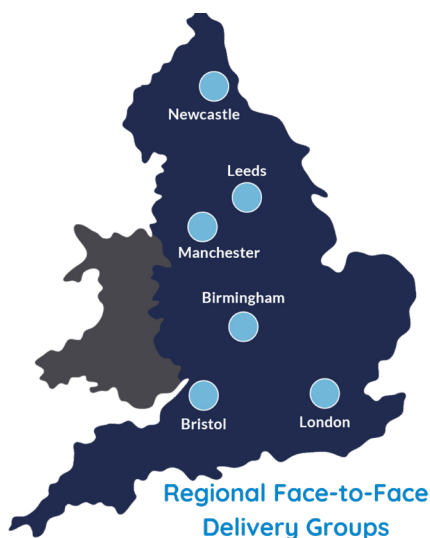 Newcastle
Leeds
Manchester
Birmingham
Bristol
London
Regional Face-to-Face
Delivery Groups